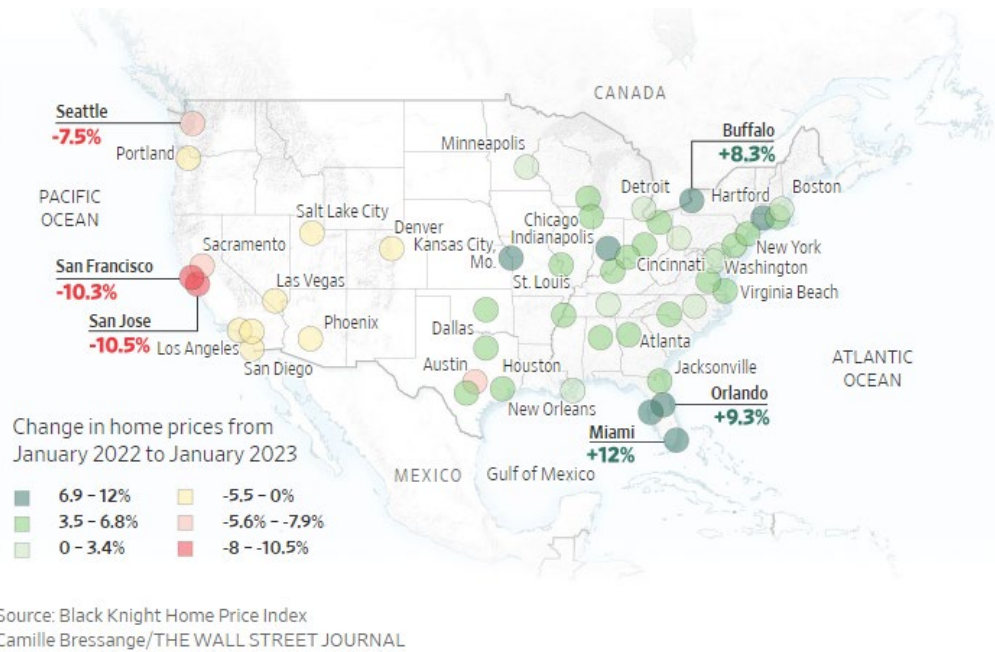 CANADA
Seattle
-7.5%
Portland
Minneapolis
Buffalo
+8.3%
PACIFIC
OCEAN
Salt Lake City
Denver
Detroit
Hartford
Boston
Chicago
Indianapolis
Kansas City,
Mo.
Sacramento
San Francisco
-10.3%
Las Vegas
St. Louis
Cincinnati
New York
Washington
Virginia Beach
San Jose
-10.5%
Los Angeles
Phoenix
San Diego
Dallas
Atlanta
Austin
Houston
New Orleans
Jacksonville
ATLANTIC
OCEAN
Orlando
+9.3%
Miami
+12%
MEXICO
Gulf of Mexico
Change in home prices from
January 2022 to January 2023
6.9 – 12%
3.5 – 6.8%
0 – 3.4%
-5.5 – 0%
-5.6% – -7.9%
-8 – -10.5%
Source: Black Knight Home Price Index
Camille Bressange/THE WALL STREET JOURNAL